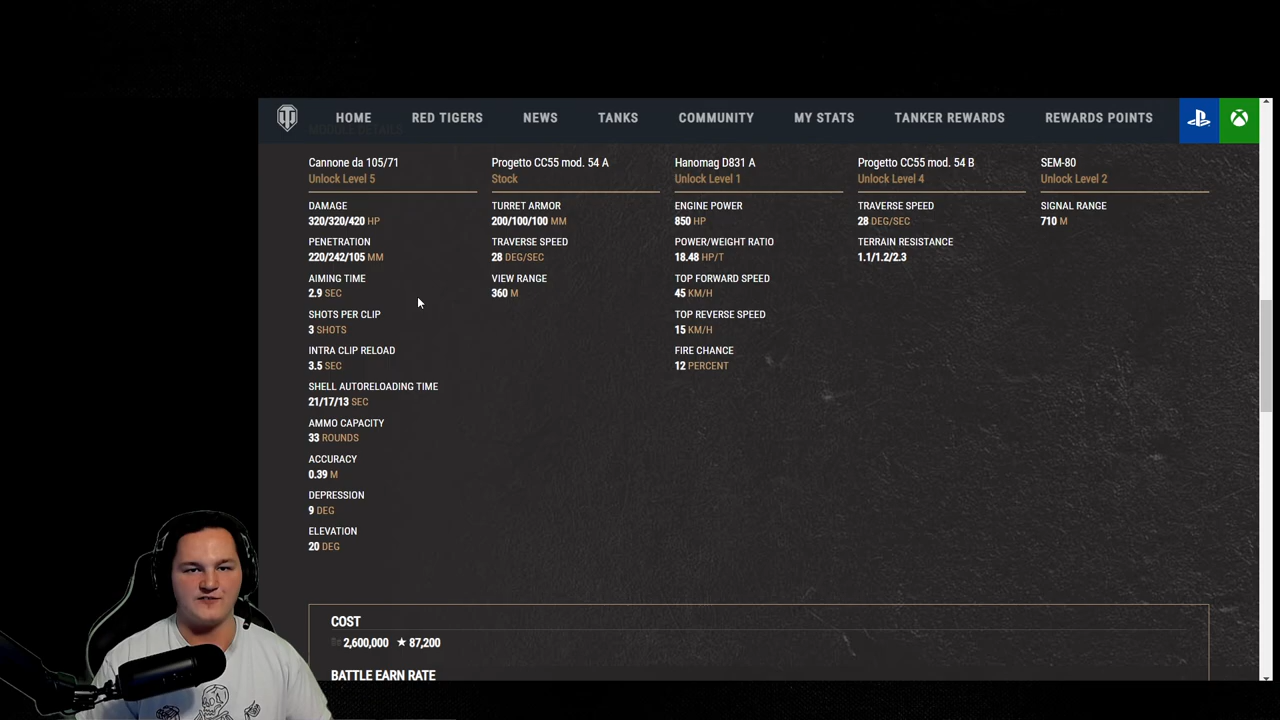 HOME RED TIGERS NEWS TANKS COMMUNITY MY STATS TANKER REWARDS REWARDS POINTS
MODULE DETAILS
Cannone da 105/71
Unlock Level 5
DAMAGE
320/320/420 HP
PENETRATION
220/242/105 MM
AIMING TIME
2.9 SEC
SHOTS PER CLIP
3 SHOTS
INTRA CLIP RELOAD
3.5 SEC
SHELL AUTORELOADING TIME
21/17/13 SEC
AMMO CAPACITY
33 ROUNDS
ACCURACY
0.39 M
DEPRESSION
9 DEG
ELEVATION
20 DEG
Progetto CC55 mod. 54 A
Stock
TURRET ARMOR
200/100/100 MM
TRAVERSE SPEED
28 DEG/SEC
VIEW RANGE
360 M
Hanomag D831 A
Unlock Level 1
ENGINE POWER
850 HP
POWER/WEIGHT RATIO
18.48 HP/T
TOP FORWARD SPEED
45 KM/H
TOP REVERSE SPEED
15 KM/H
FIRE CHANCE
12 PERCENT
Progetto CC55 mod. 54 B
Unlock Level 4
TRAVERSE SPEED
28 DEG/SEC
TERRAIN RESISTANCE
1.1/1.2/2.3
SEM-80
Unlock Level 2
SIGNAL RANGE
710 M
COST
2,600,000 ★ 87,200
BATTLE EARN RATE